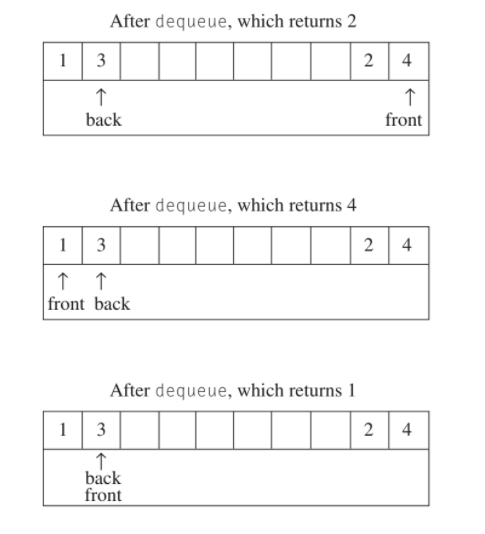 After dequeue, which returns 2
1 3 2 4
↑ ↑
back front
After dequeue, which returns 4
1 3 2 4
↑ ↑
front back
After dequeue, which returns 1
1 3 2 4
↑
back
front